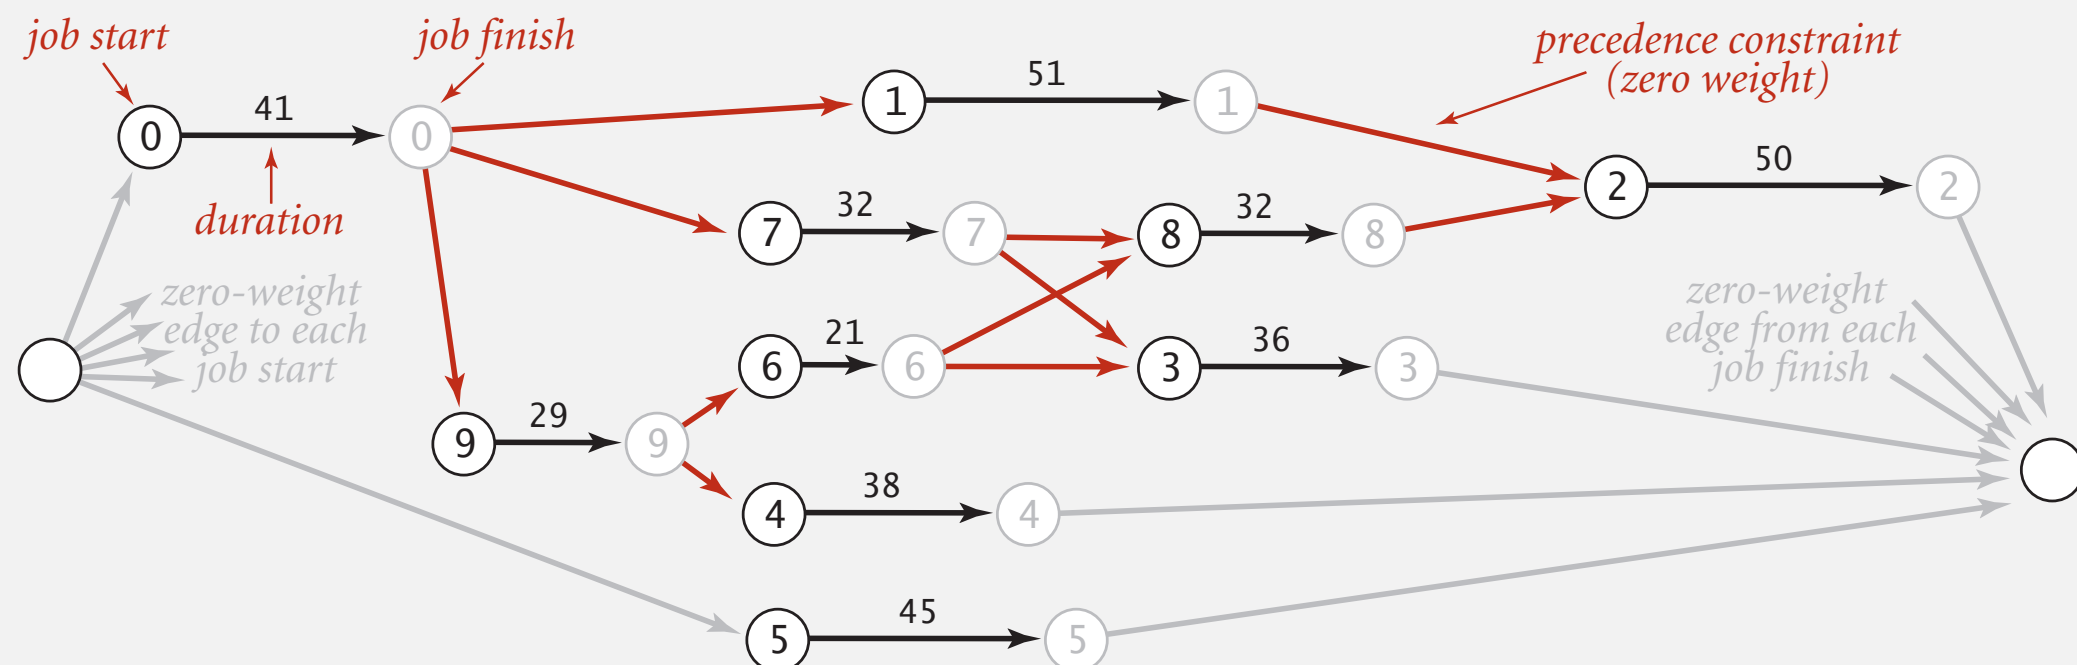 job start
job finish
precedence constraint
(zero weight)
41
51
0
0
1
1
50
duration
32
32
2
2
7
7
8
8
zero-weight
edge to each
job start
zero-weight
edge from each
job finish
21
36
6
6
3
3
29
9
9
38
4
4
45
5
5